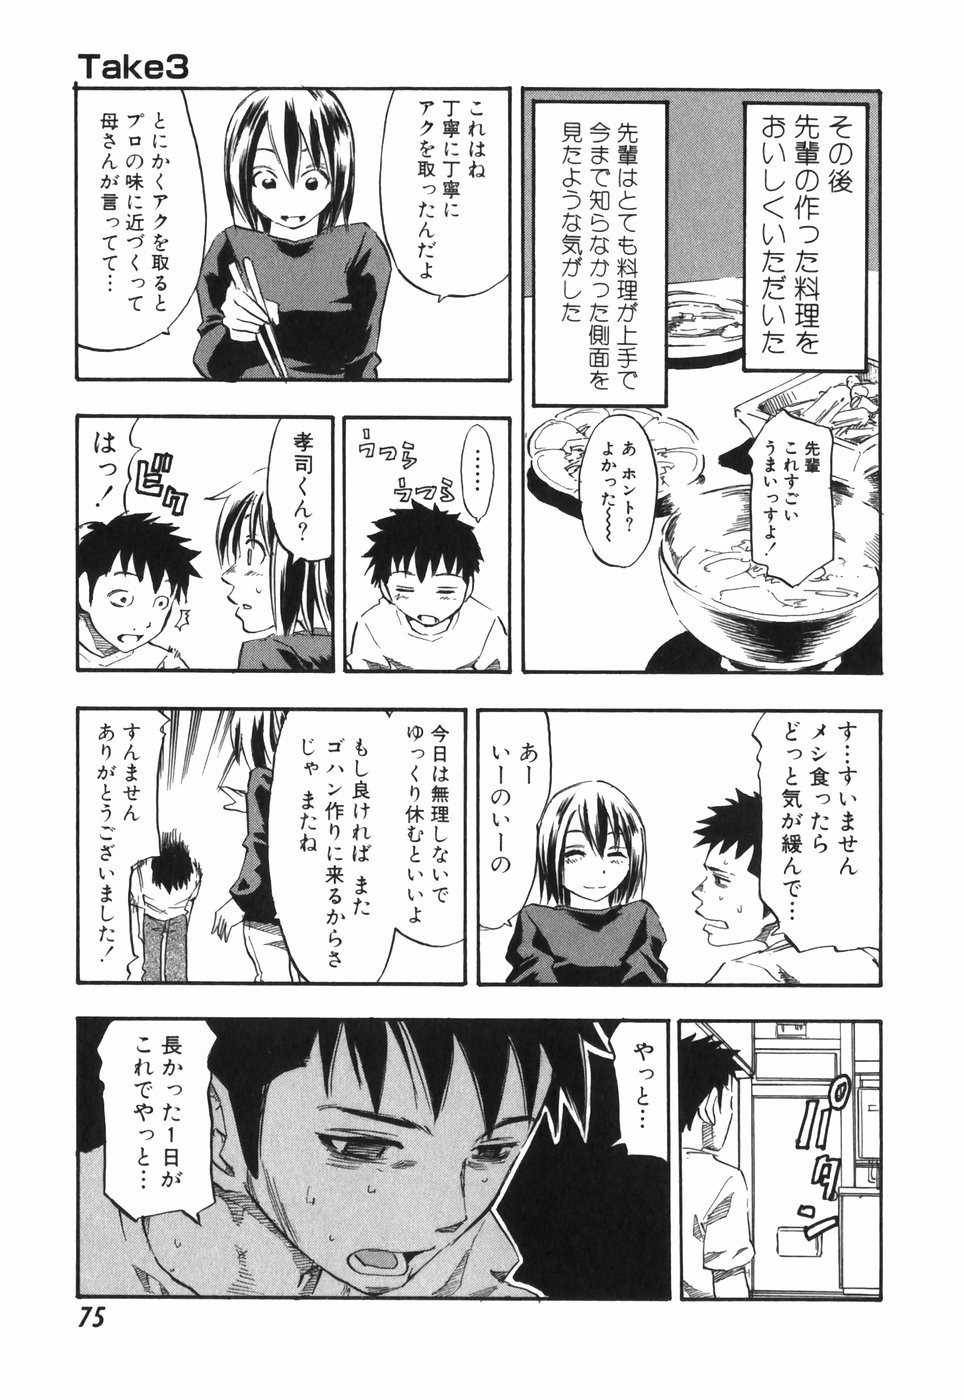 Take3
その後
先輩の作った料理を
おいしくいただいた
先輩はとても料理が上手で
今まで知らなかった側面を
見たような気がした
先輩
これすごい
うまいっすよ!
あ ホント?
よかった〜〜
これはね
丁寧に丁寧に
アクを取ったんだよ
とにかくアクを取ると
プロの味に近づくって
母さんが言ってて…
……
うつら
うつら
孝司くん?
ビク
はっ!
す…すいません
メシ食ったら
どっと気が緩んで…
あー
いーのいーの
今日は無理しないで
ゆっくり休むといいよ
もし良ければ また
ゴハン作りに来るからさ
じゃ またね
すんません
ありがとうございました!
パタン
やっと…
長かった1日が
これでやっと…
75